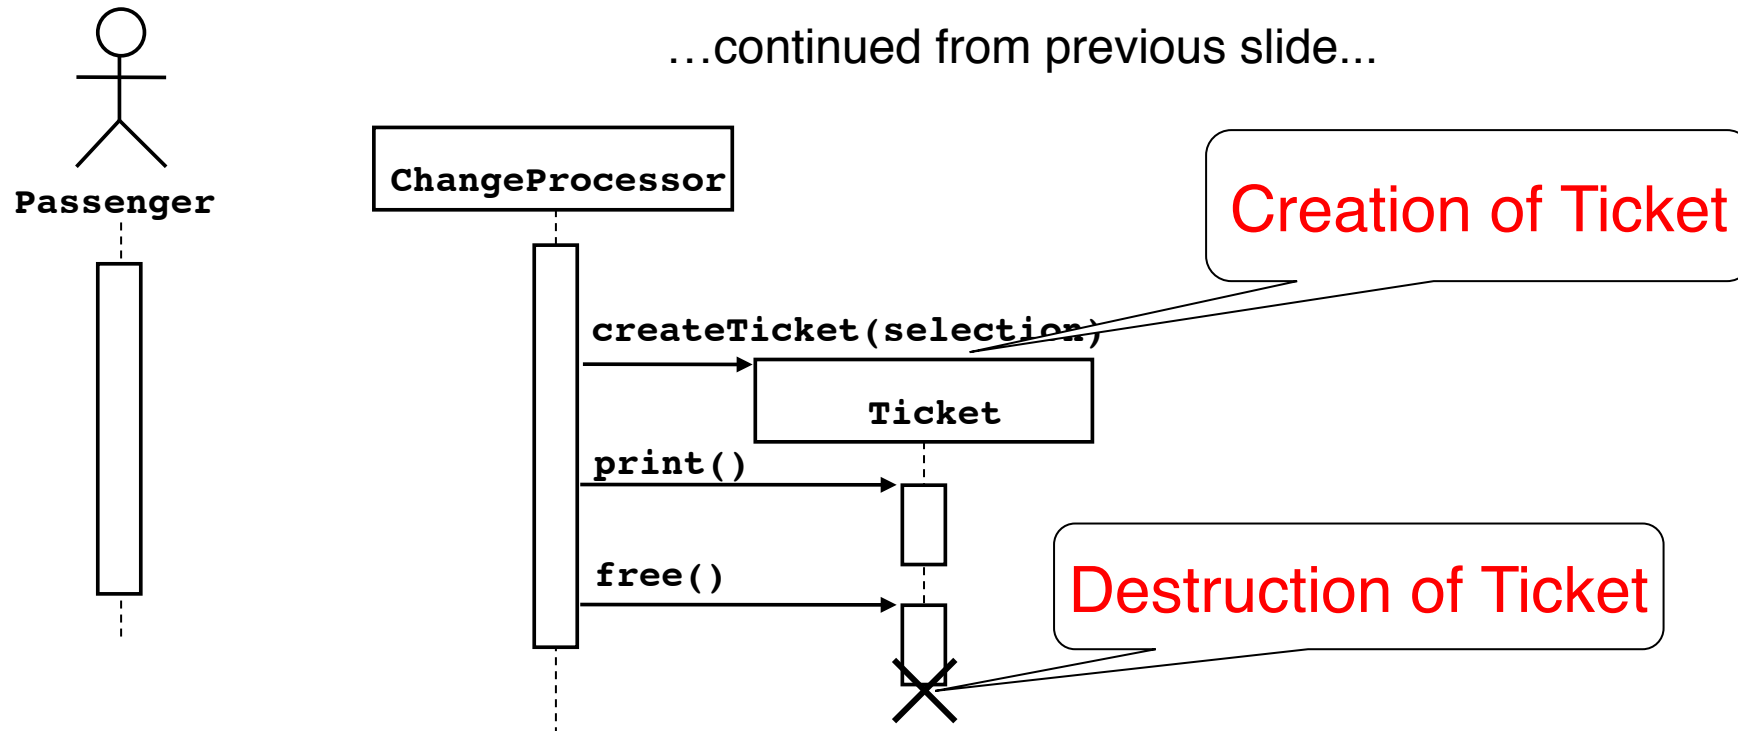 …continued from previous slide...
Passenger
ChangeProcessor
Creation of Ticket
createTicket(selection)
Ticket
print()
free()
Destruction of Ticket